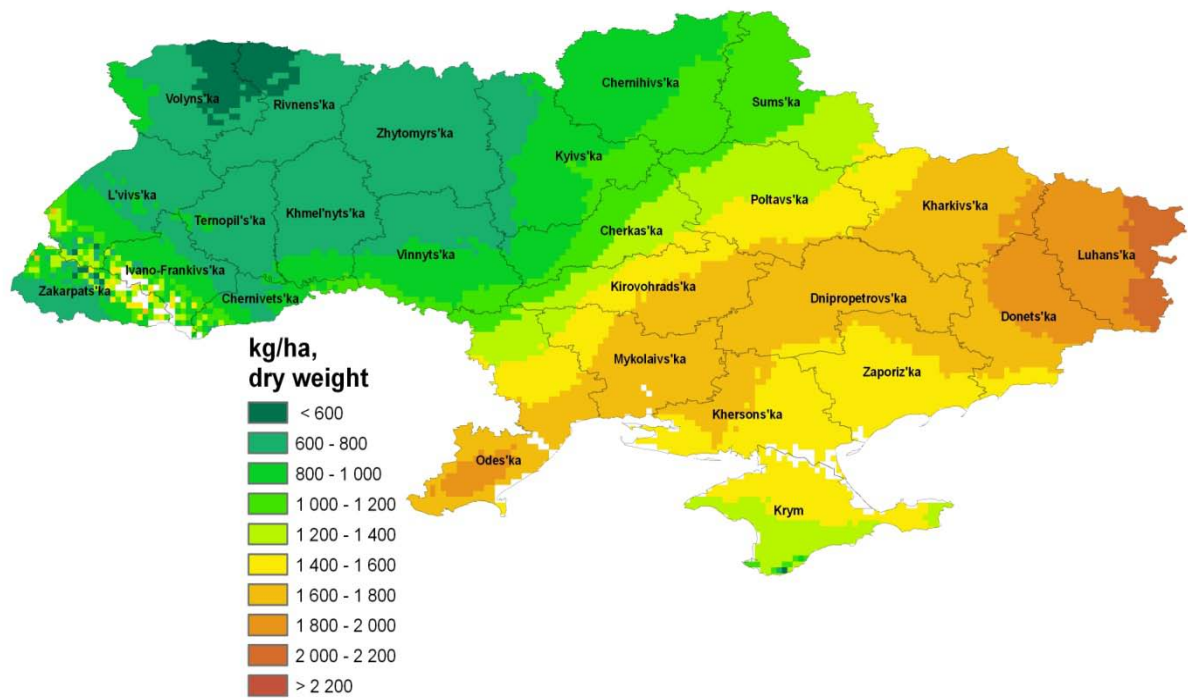 Volyns'ka
Rivnens'ka
Zhytomyrs'ka
Chernihivs'ka
Sums'ka
Kyivs'ka
L'vivs'ka
Ternopil's'ka
Khmel'nyts'ka
Vinnyts'ka
Cherkas'ka
Poltavs'ka
Kharkivs'ka
Luhans'ka
Zakarpats'ka
Ivano-Frankivs'ka
Chernivets'ka
Kirovohrads'ka
Dnipropetrovs'ka
Donets'ka
Mykolaivs'ka
Zaporiz'ka
Khersons'ka
Odes'ka
Krym
kg/ha,
dry weight
< 600
600 - 800
800 - 1 000
1 000 - 1 200
1 200 - 1 400
1 400 - 1 600
1 600 - 1 800
1 800 - 2 000
2 000 - 2 200
> 2 200